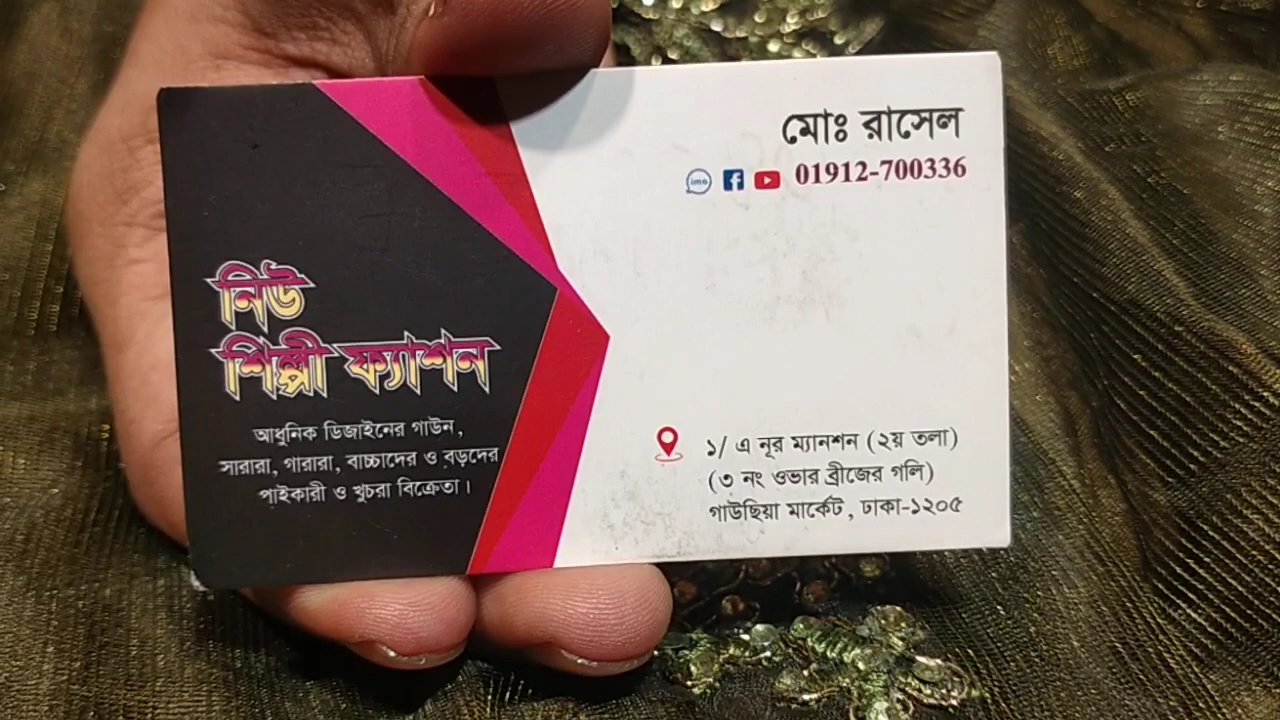 নিউ
শিল্পী ফ্যাশন
আধুনিক ডিজাইনের গাউন,
সারারা, গারারা, বাচ্চাদের ও বড়দের
পাইকারী ও খুচরা বিক্রেতা।
মোঃ রাসেল
imo 01912-700336
১/ এ নূর ম্যানশন (২য় তলা)
(৩ নং ওভার ব্রীজের গলি)
গাউছিয়া মার্কেট, ঢাকা-১২০৫